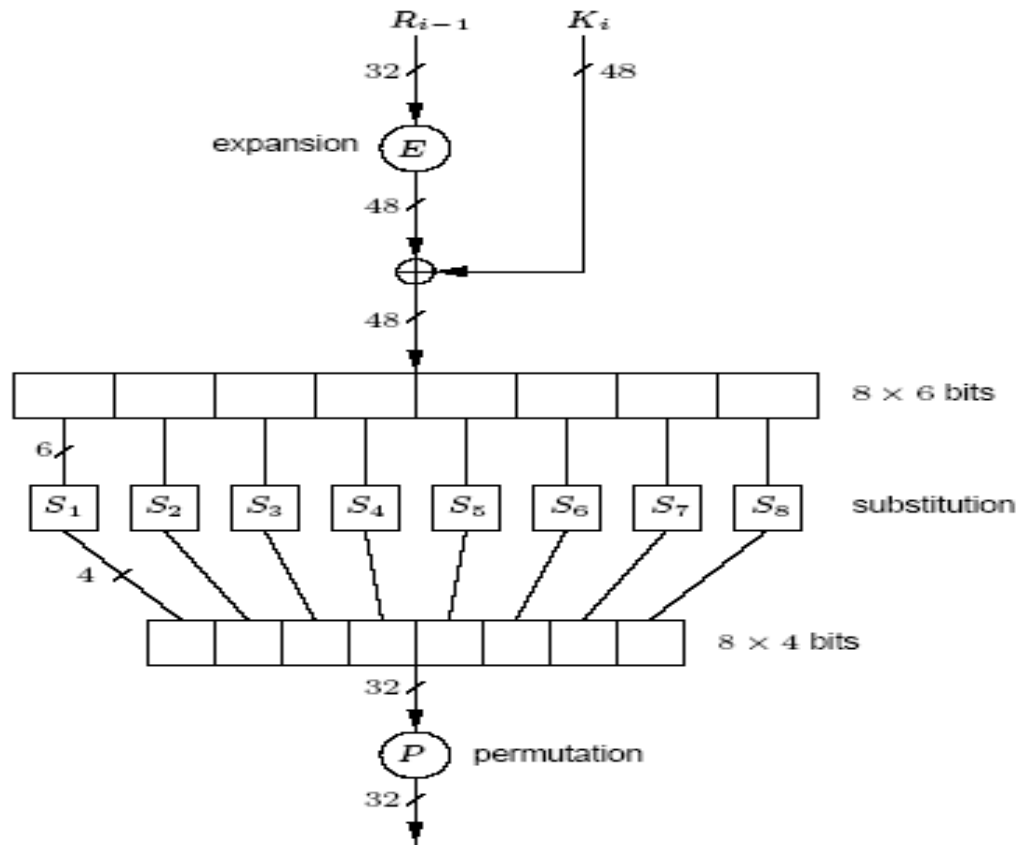 R_{i−1} K_i
32 48
expansion E
48
48
8 × 6 bits
6
S_1 S_2 S_3 S_4 S_5 S_6 S_7 S_8 substitution
4
8 × 4 bits
32
P permutation
32